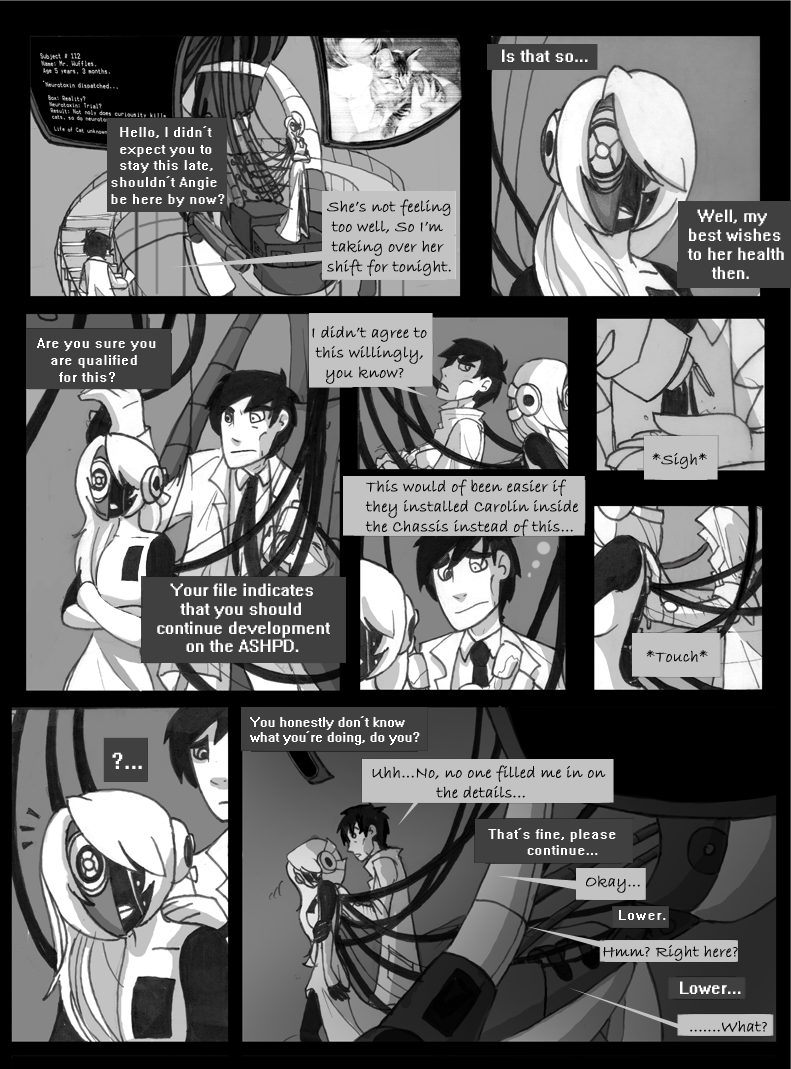 Subject # 112
Name: Mr. Wuffles.
Age 5 years. 3 months.
Neurotoxin dispatched...
Box: Reality?
Neurotoxin: Trial?
Result: Not only does curiousity kills
cats, so do neuroto
Life of Cat unknown
Hello, I didn´t
expect you to
stay this late,
shouldn´t Angie
be here by now?
She's not feeling
too well, So I'm
taking over her
shift for tonight.
Is that so...
Well, my
best wishes
to her health
then.
Are you sure you
are qualified
for this?
Your file indicates
that you should
continue development
on the ASHPD.
I didn't agree to
this willingly,
you know?
*Sigh*
This would of been easier if
they installed Carolin inside
the Chassis instead of this...
*Touch*
?...
You honestly don´t know
what you´re doing, do you?
Uhh...No, no one filled me in on
the details...
That´s fine, please
continue...
Okay...
Lower.
Hmm? Right here?
Lower...
.......What?